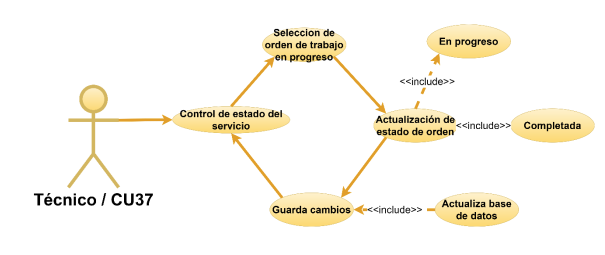 Seleccion de
orden de trabajo
en progreso
En progreso
<<include>>
Control de estado del
servicio
Actualización de
estado de orden
<<include>>
Completada
Técnico / CU37
Guarda cambios
<<include>>
Actualiza base
de datos